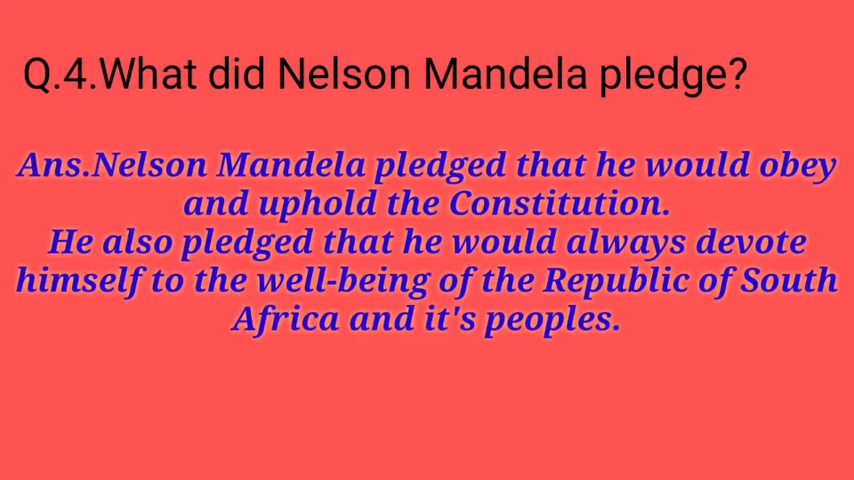 Q.4.What did Nelson Mandela pledge?
Ans.Nelson Mandela pledged that he would obey
and uphold the Constitution.
He also pledged that he would always devote
himself to the well-being of the Republic of South
Africa and it's peoples.